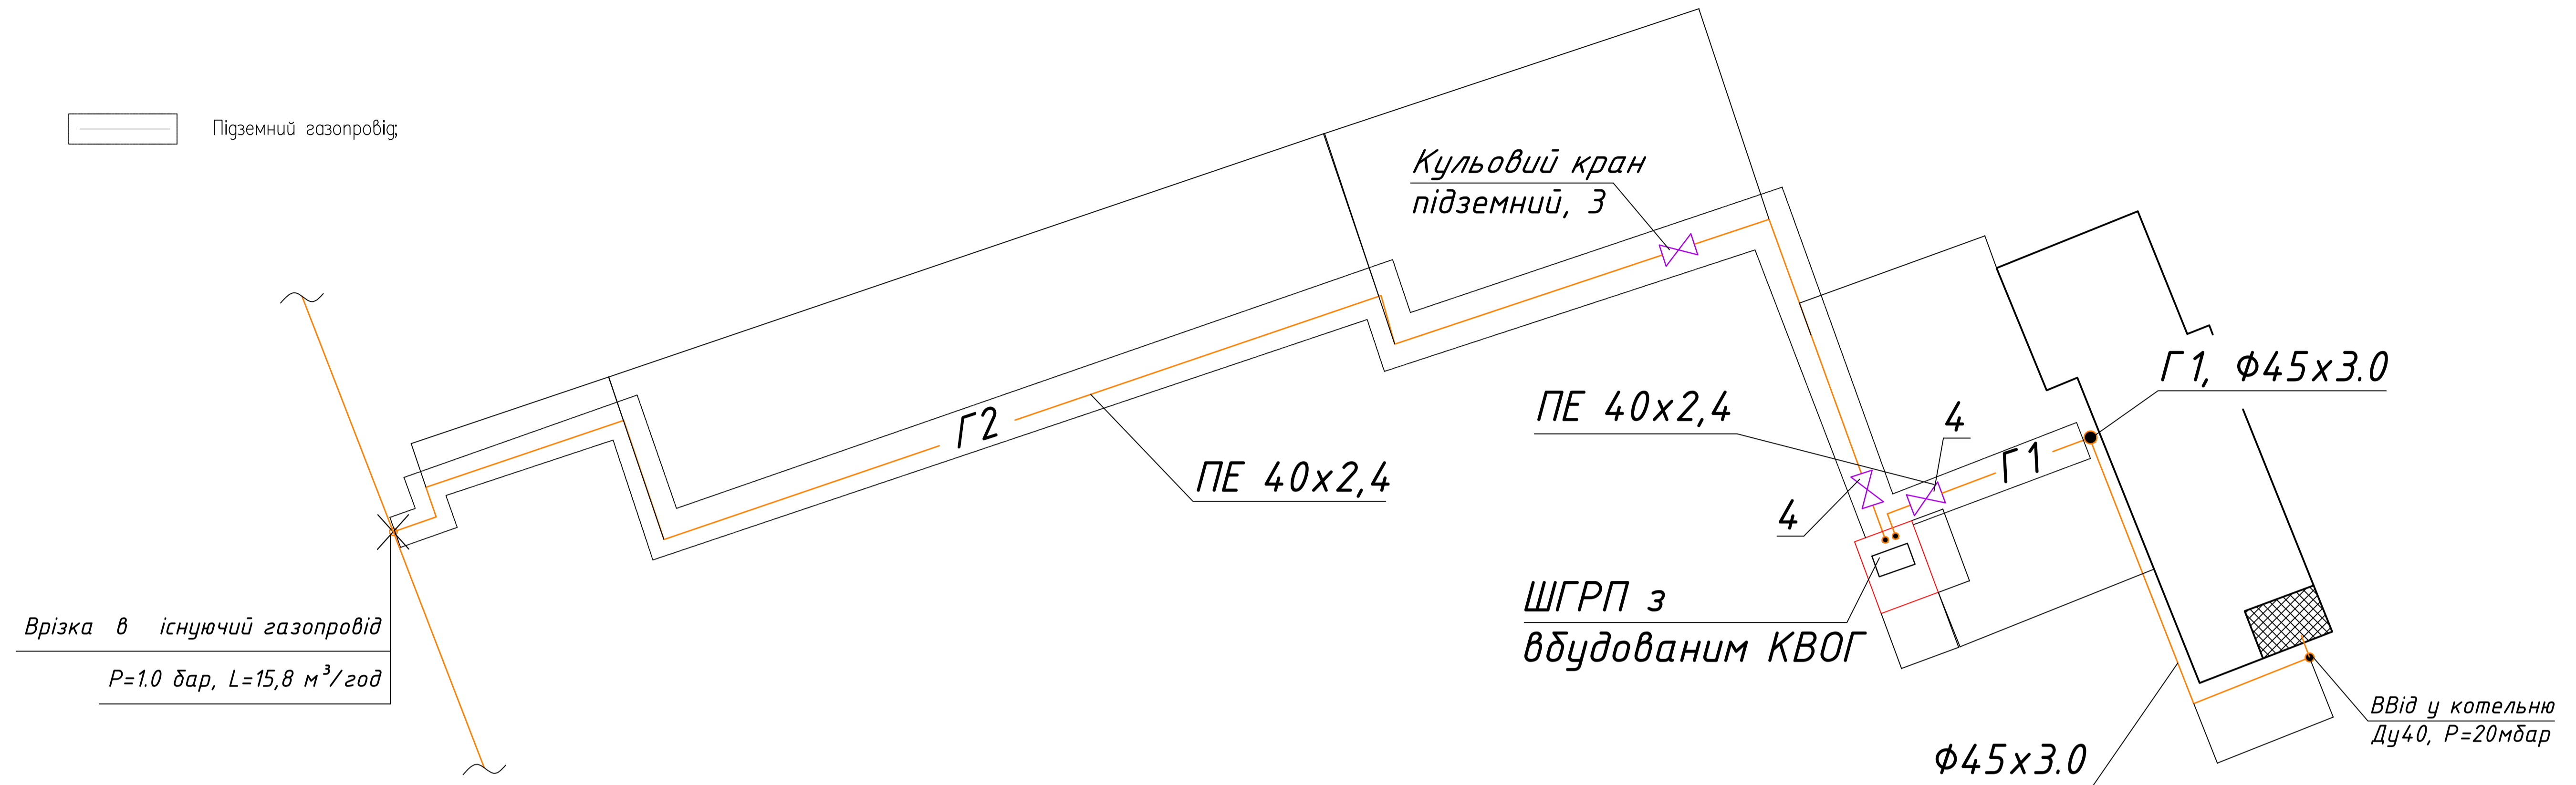 Підземний газопровід;
Кульовий кран
підземний, 3
Г1, Ф45х3.0
ПЕ 40х2,4
4
Г2
Г1
ПЕ 40х2,4
4
ШГРП з
вбудованим КВОГ
Врізка в існуючий газопровід
Р=1.0 бар, L=15,8 м³/год
ВВід у котельню
Ду40, Р=20мбар
Ф45х3.0